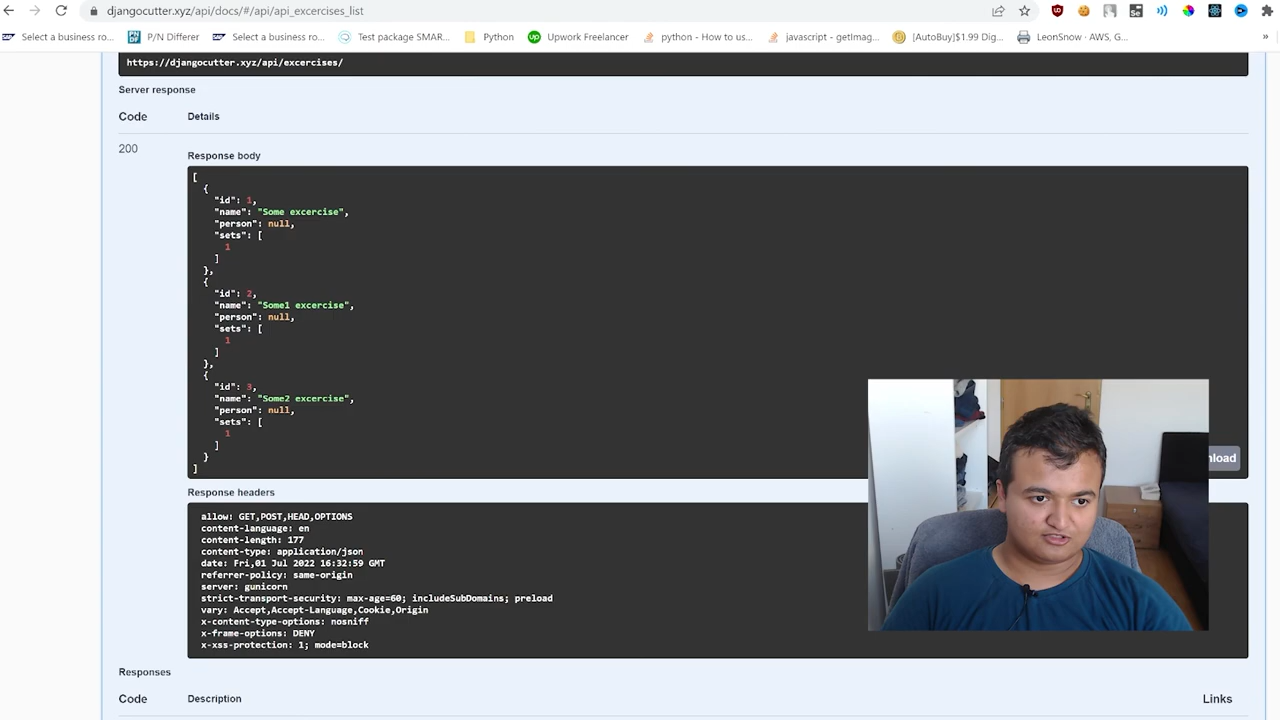 djangocutter.xyz/api/docs/#/api/api_excercises_list
Select a business ro... P/N Differer Select a business ro... Test package SMAR... Python Upwork Freelancer python - How to us... javascript - getImag... [AutoBuy]$1.99 Dig... LeonSnow · AWS, G... »
https://djangocutter.xyz/api/excercises/
Server response
Code Details
200
Response body
[
{
"id": 1,
"name": "Some excercise",
"person": null,
"sets": [
1
]
},
{
"id": 2,
"name": "Some1 excercise",
"person": null,
"sets": [
1
]
},
{
"id": 3,
"name": "Some2 excercise",
"person": null,
"sets": [
1
]
}
]
nload
Response headers
allow: GET,POST,HEAD,OPTIONS
content-language: en
content-length: 177
content-type: application/json
date: Fri,01 Jul 2022 16:32:59 GMT
referrer-policy: same-origin
server: gunicorn
strict-transport-security: max-age=60; includeSubDomains; preload
vary: Accept,Accept-Language,Cookie,Origin
x-content-type-options: nosniff
x-frame-options: DENY
x-xss-protection: 1; mode=block
Responses
Code Description Links